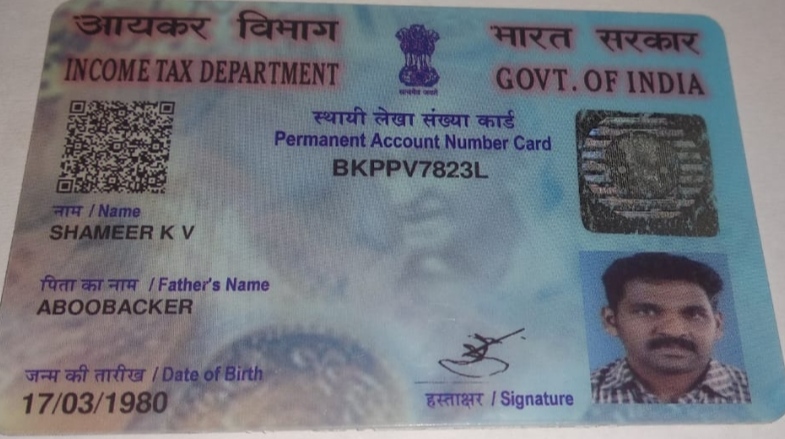 आयकर विभाग
INCOME TAX DEPARTMENT
भारत सरकार
GOVT. OF INDIA
सत्यमेव जयते
स्थायी लेखा संख्या कार्ड
Permanent Account Number Card
BKPPV7823L
नाम / Name
SHAMEER K V
पिता का नाम / Father's Name
ABOOBACKER
जन्म की तारीख / Date of Birth
17/03/1980
हस्ताक्षर / Signature